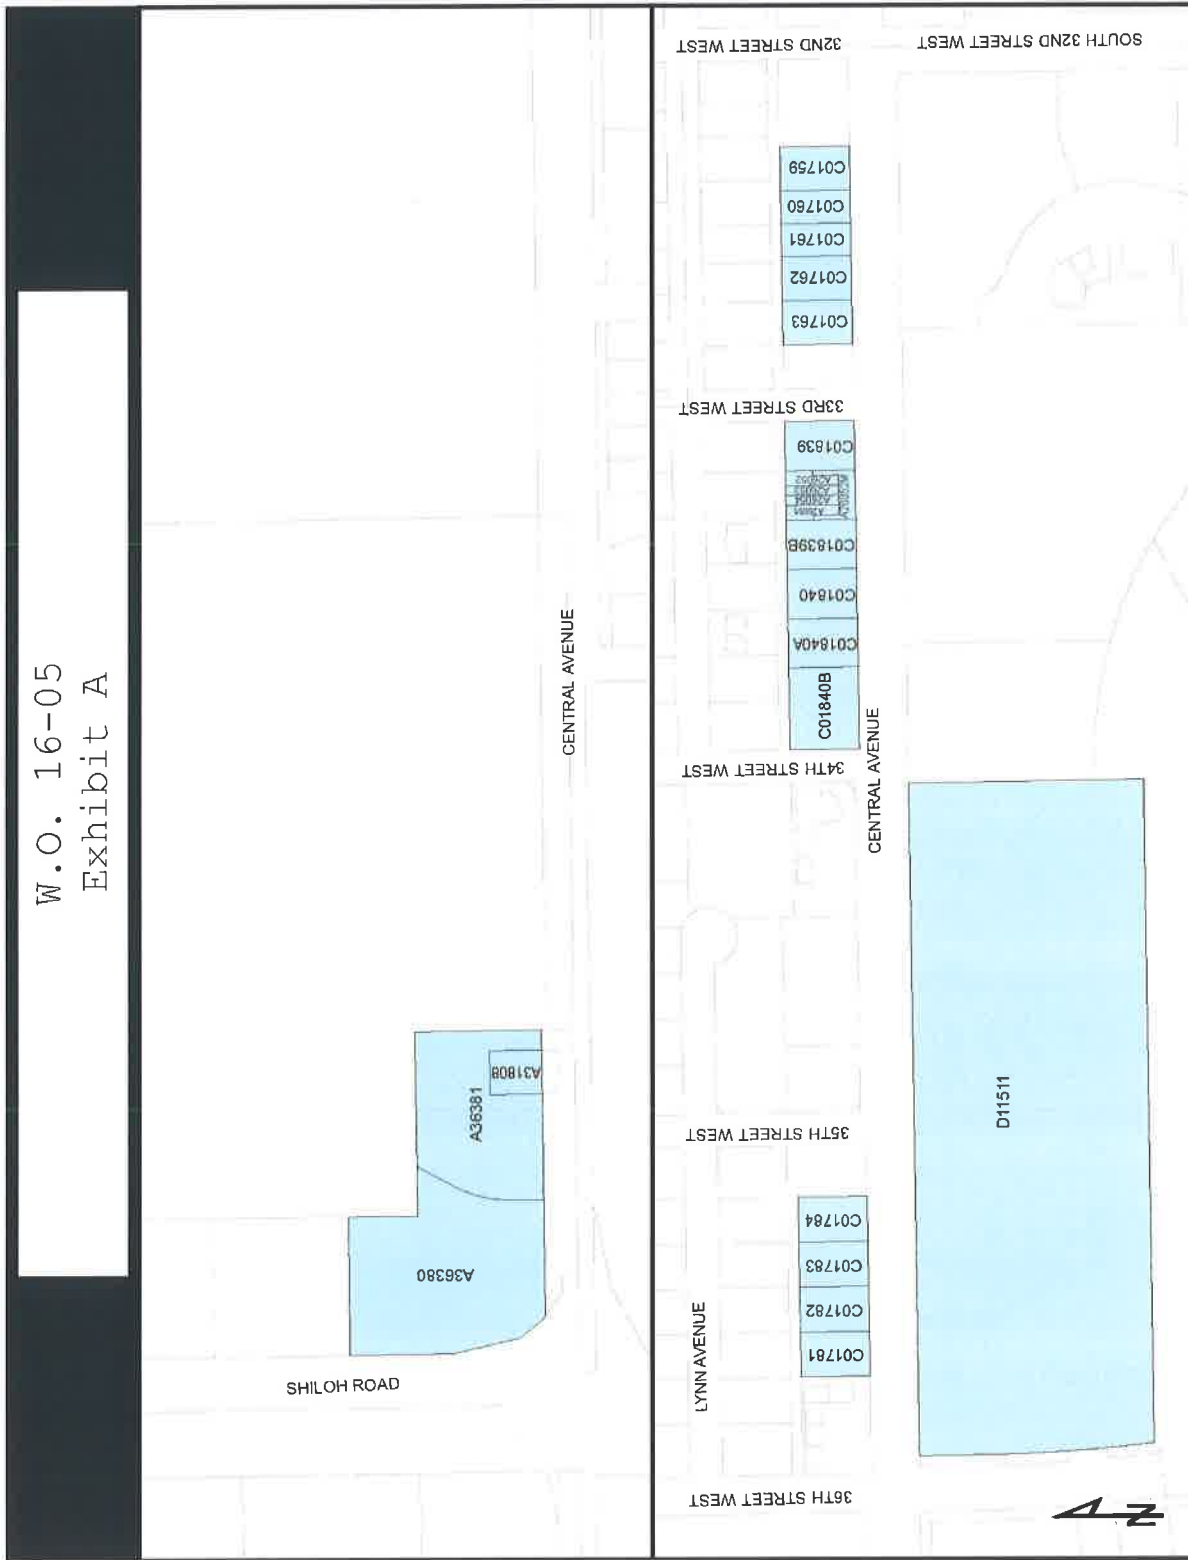 W.O. 16-05
Exhibit A
SHILOH ROAD
A36380
A36381
A31808
CENTRAL AVENUE
36TH STREET WEST
LYNN AVENUE
C01781
C01782
C01783
C01784
35TH STREET WEST
D11511
34TH STREET WEST
CENTRAL AVENUE
C01840B
C01840A
C01840
C01839B
C01839
33RD STREET WEST
C01763
C01762
C01761
C01760
C01759
32ND STREET WEST
SOUTH 32ND STREET WEST
N